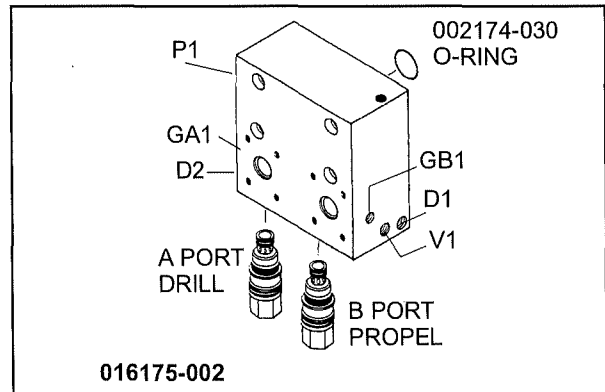 002174-030
O-RING
P1
GA1
D2
GB1
D1
V1
A PORT
DRILL
B PORT
PROPEL
016175-002